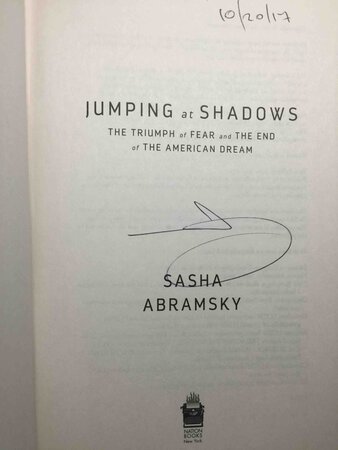 10/20/17
JUMPING at SHADOWS
THE TRIUMPH of FEAR and THE END
of THE AMERICAN DREAM
SASHA
ABRAMSKY
NATION
BOOKS
New York